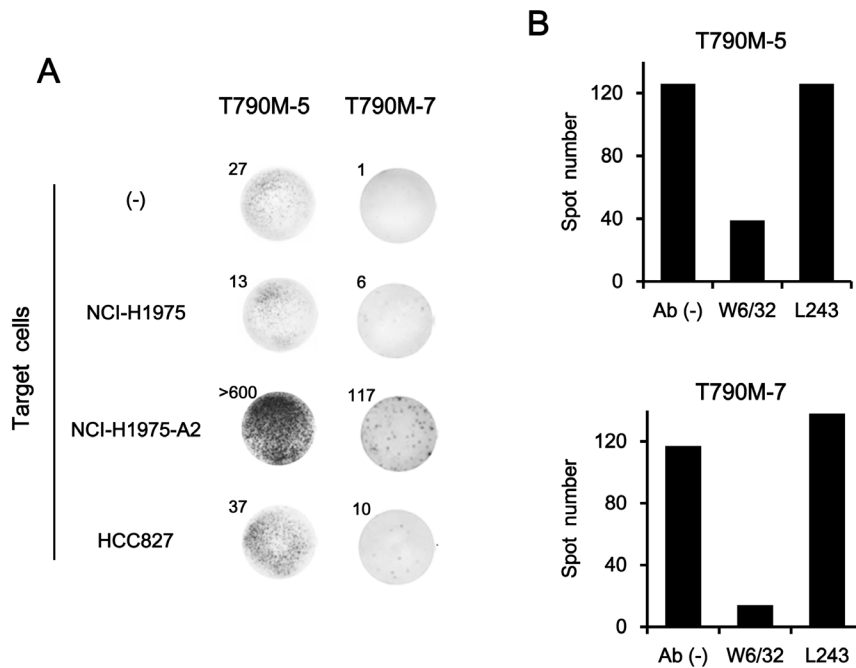 A
T790M-5 T790M-7
Target cells
(-)
27 1
NCI-H1975
13 6
NCI-H1975-A2
>600 117
HCC827
37 10
B
T790M-5
Spot number
120
80
40
0
Ab (-) W6/32 L243
T790M-7
Spot number
120
80
40
0
Ab (-) W6/32 L243